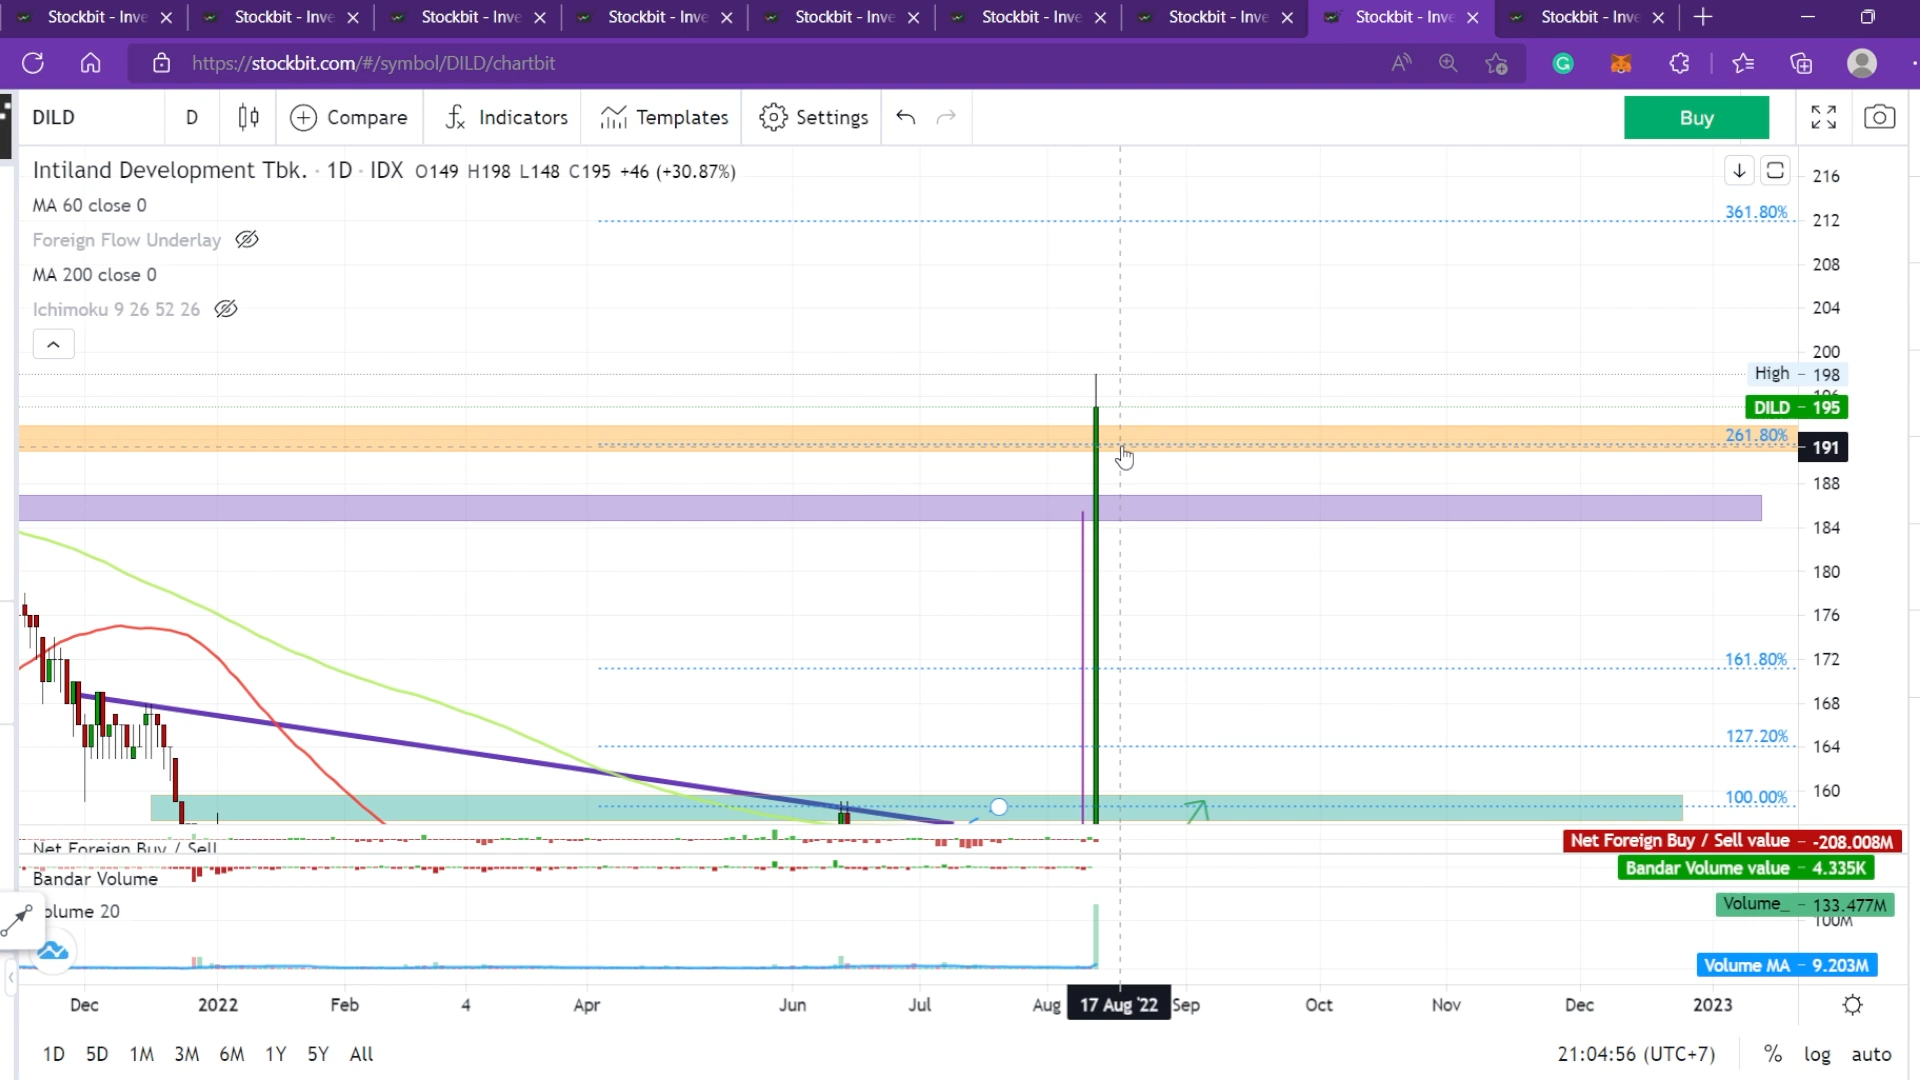 Stockbit - Inve Stockbit - Inve Stockbit - Inve Stockbit - Inve Stockbit - Inve Stockbit - Inve Stockbit - Inve Stockbit - Inve Stockbit - Inve
https://stockbit.com/#/symbol/DILD/chartbit
DILD D Compare Indicators Templates Settings Buy
Intiland Development Tbk. · 1D · IDX O149 H198 L148 C195 +46 (+30.87%)
MA 60 close 0
Foreign Flow Underlay
MA 200 close 0
Ichimoku 9 26 52 26
216
361.80% 212
208
204
200
High - 198
DILD - 195
261.80%
191
188
184
180
176
161.80% 172
168
127.20% 164
100.00% 160
Net Foreign Buy / Sell
Net Foreign Buy / Sell value - -208.008M
Bandar Volume value - 4.335K
Bandar Volume
Volume_ - 133.477M
olume 20
100M
Volume MA - 9.203M
Dec 2022 Feb 4 Apr Jun Jul Aug 17 Aug '22 Sep Oct Nov Dec 2023
1D 5D 1M 3M 6M 1Y 5Y All 21:04:56 (UTC+7) % log auto